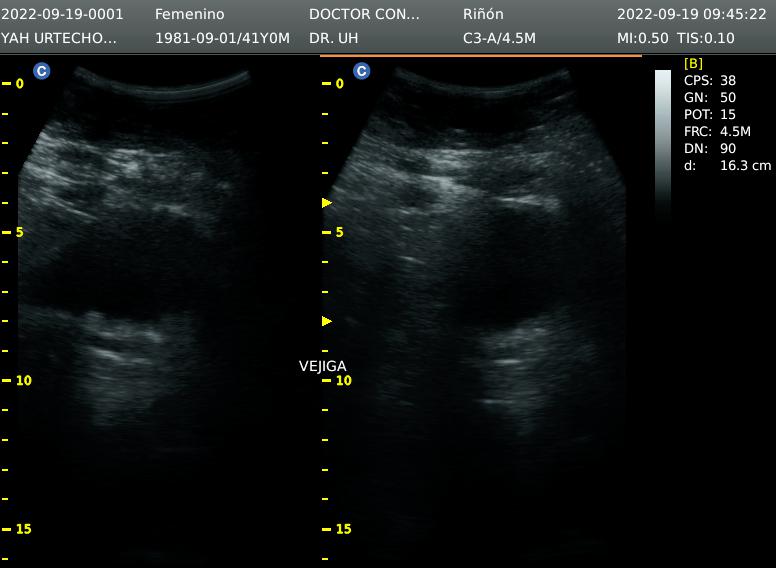 2022-09-19-0001 Femenino DOCTOR CON... Riñón 2022-09-19 09:45:22
YAH URTECHO... 1981-09-01/41Y0M DR. UH C3-A/4.5M MI:0.50 TIS:0.10
C C
[B]
CPS: 38
GN: 50
POT: 15
FRC: 4.5M
DN: 90
d: 16.3 cm
0 0
5 5
VEJIGA
10 10
15 15